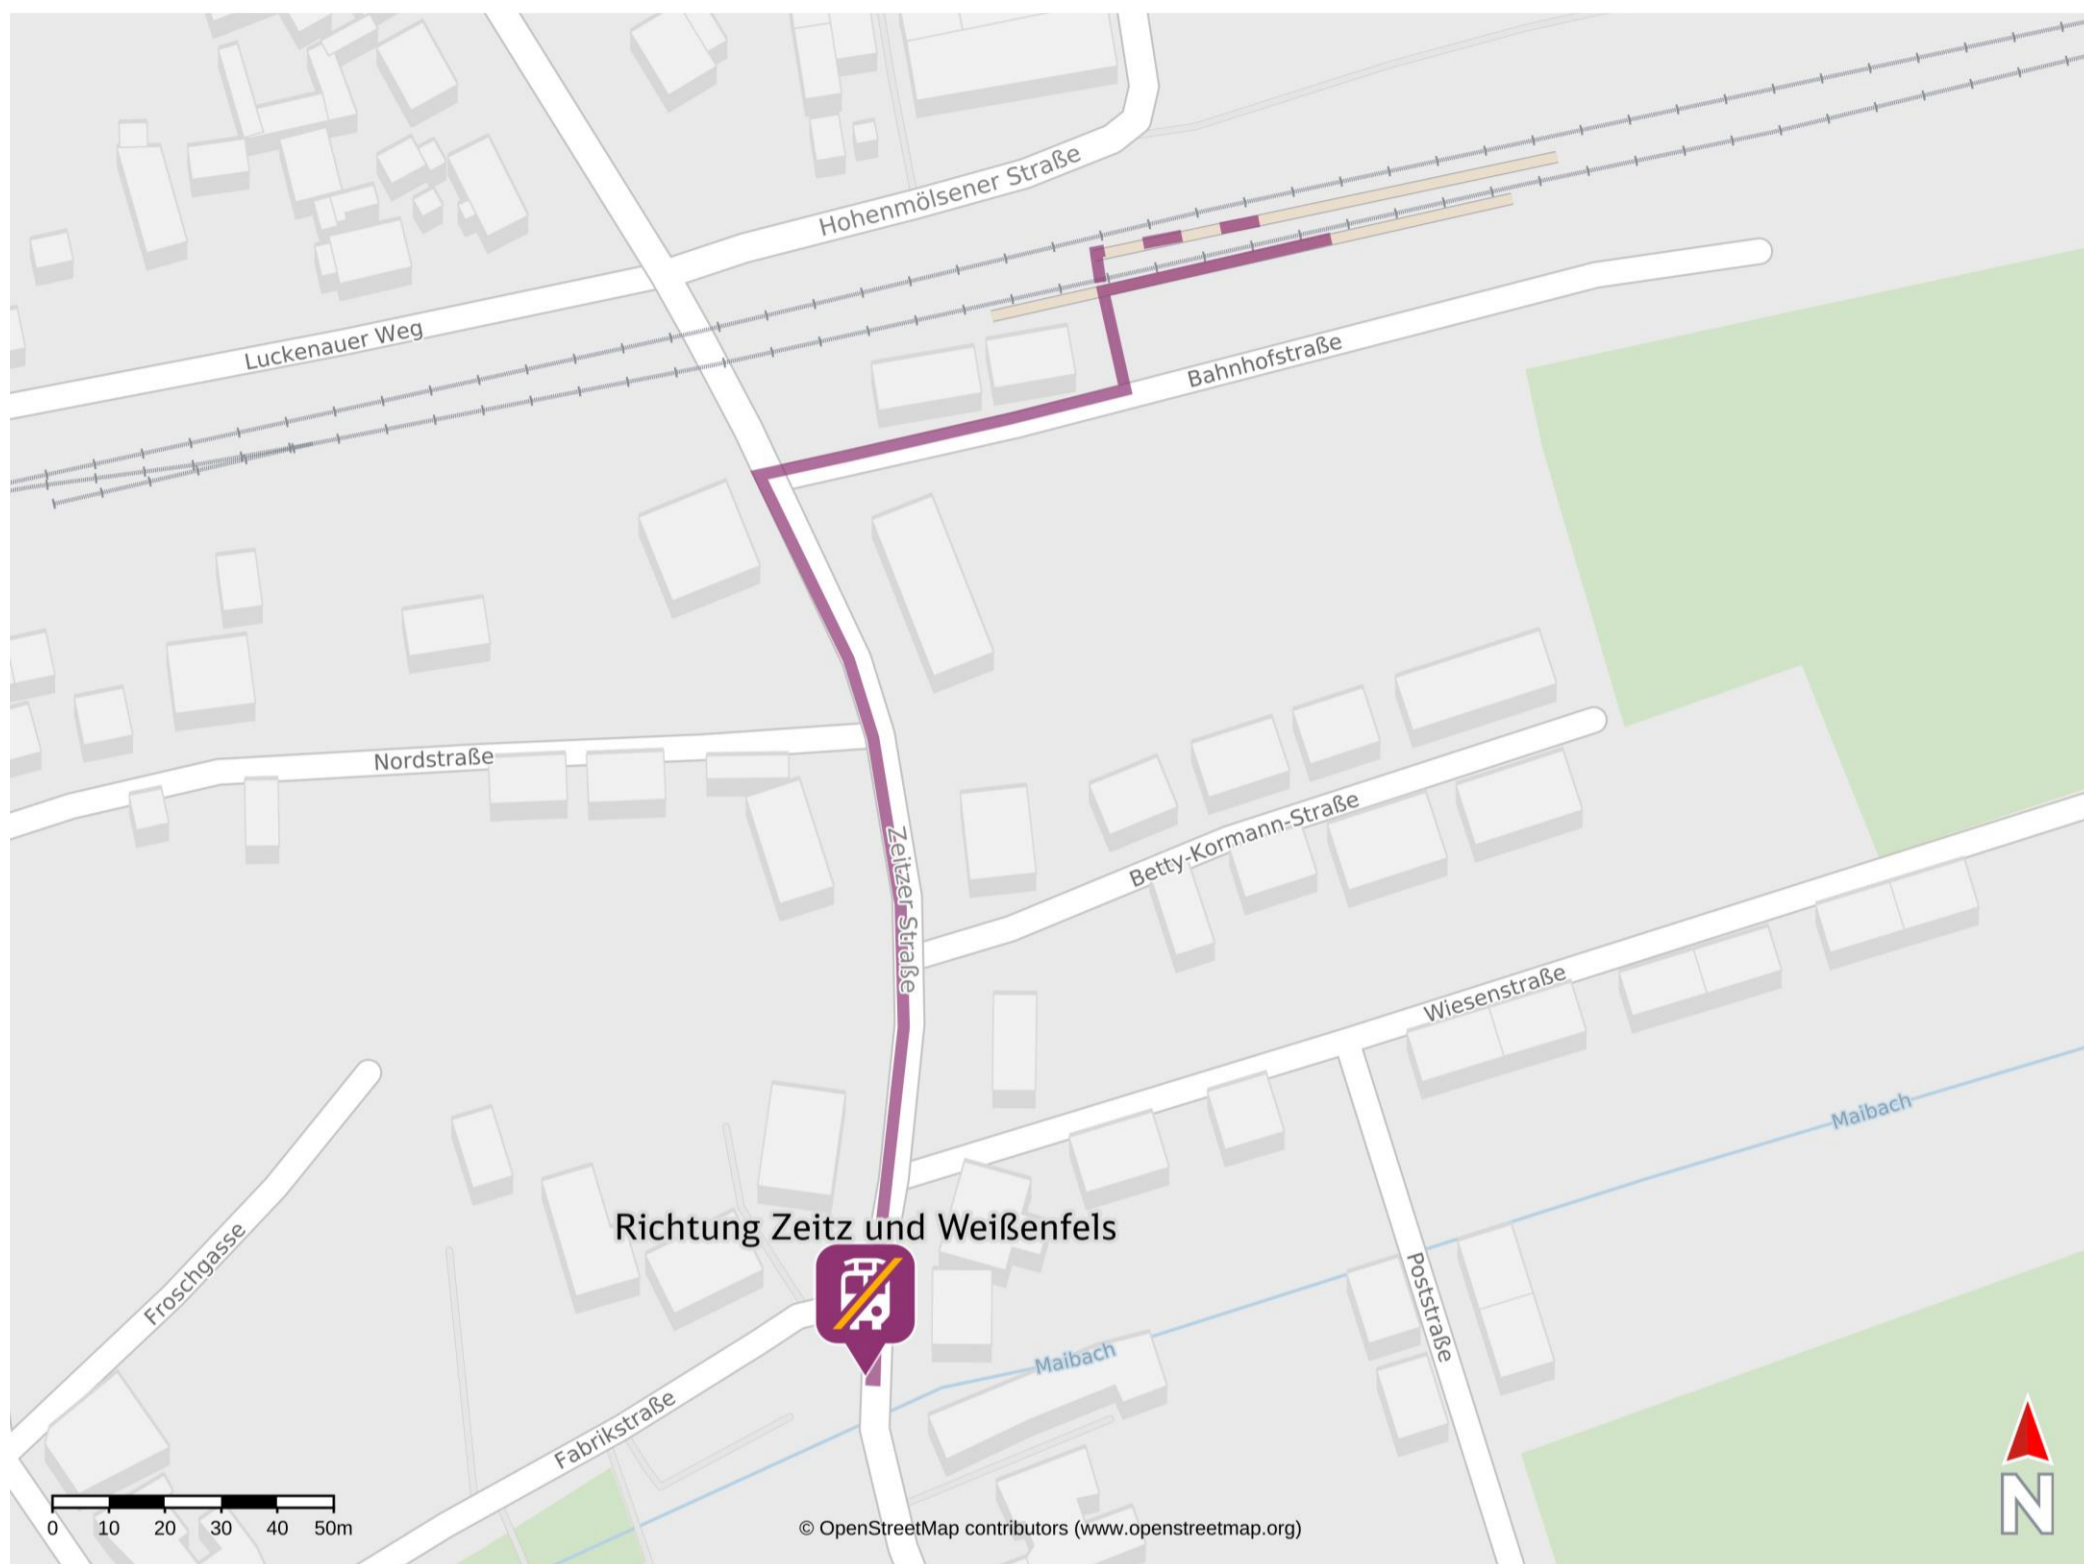 Hohenmölsener Straße
Luckenauer Weg
Bahnhofstraße
Nordstraße
Zeitzer Straße
Betty-Kormann-Straße
Wiesenstraße
Maibach
Richtung Zeitz und Weißenfels
Froschgasse
Poststraße
Maibach
Fabrikstraße
N
0 10 20 30 40 50m
© OpenStreetMap contributors (www.openstreetmap.org)